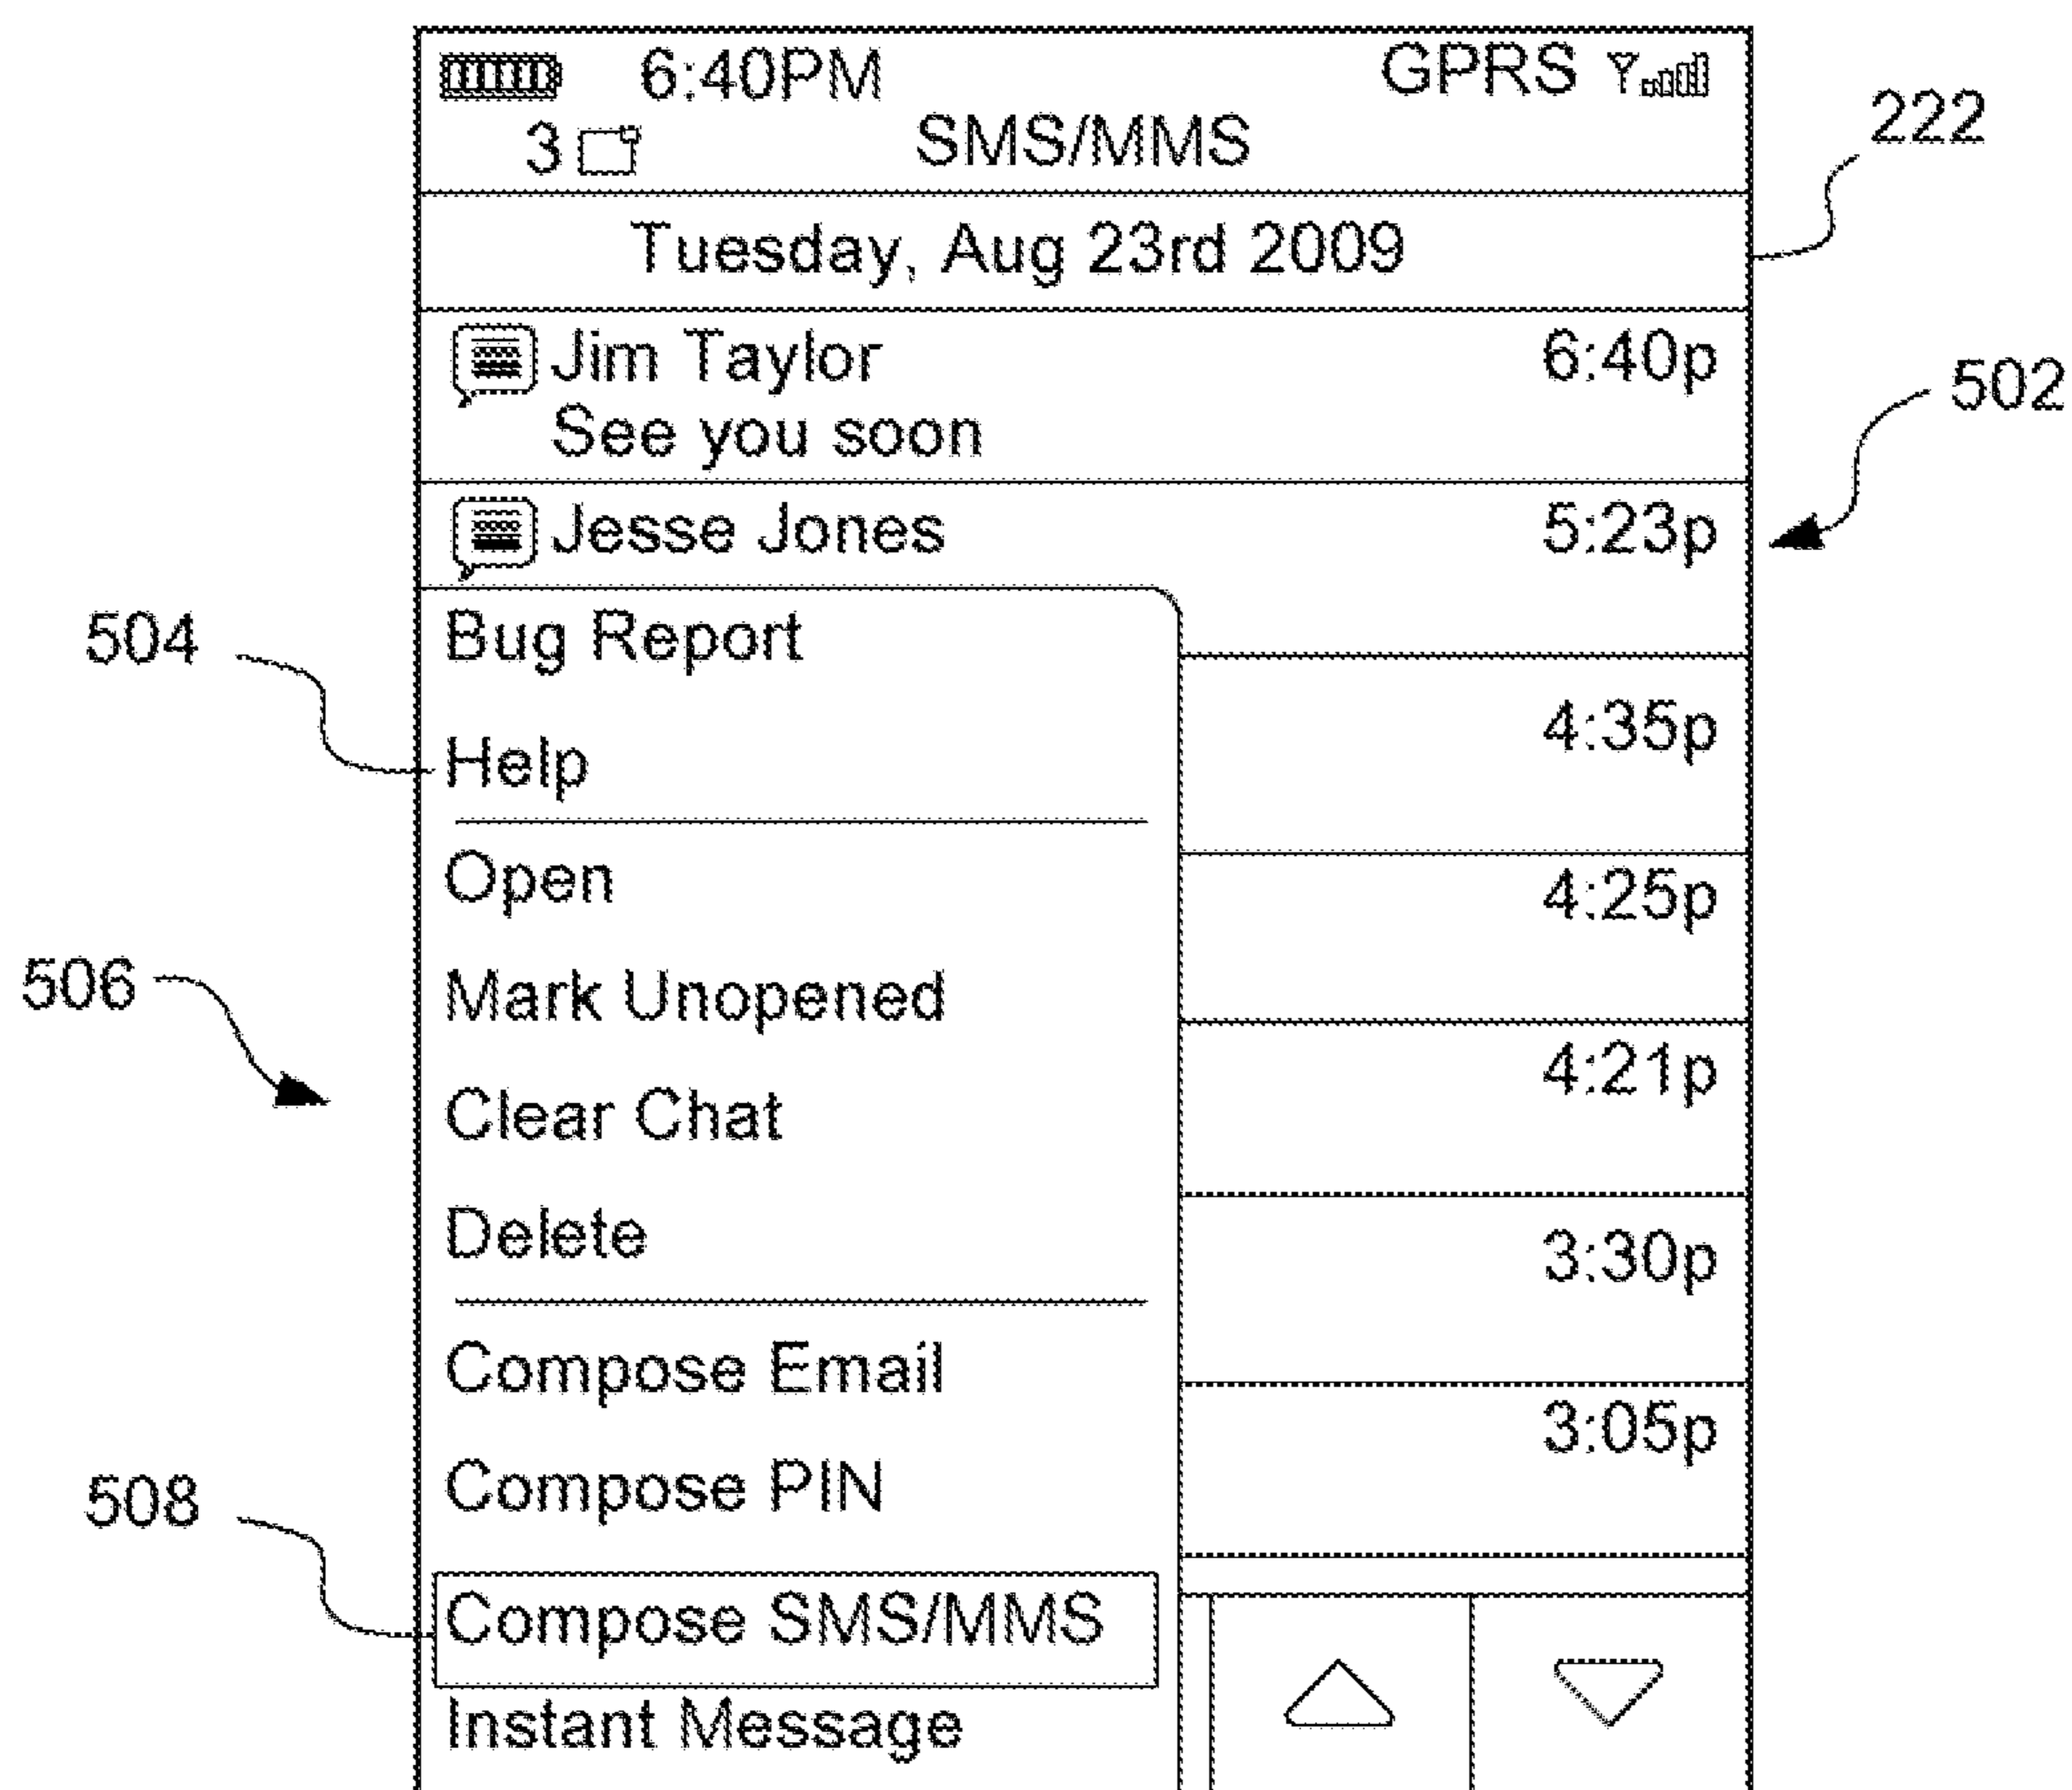 6:40PM GPRS
3 SMS/MMS
222
Tuesday, Aug 23rd 2009
Jim Taylor 6:40p
502
See you soon
Jesse Jones 5:23p
504
Bug Report
4:35p
Help
Open 4:25p
506
Mark Unopened
4:21p
Clear Chat
Delete
3:30p
Compose Email
3:05p
Compose PIN
508
Compose SMS/MMS
Instant Message